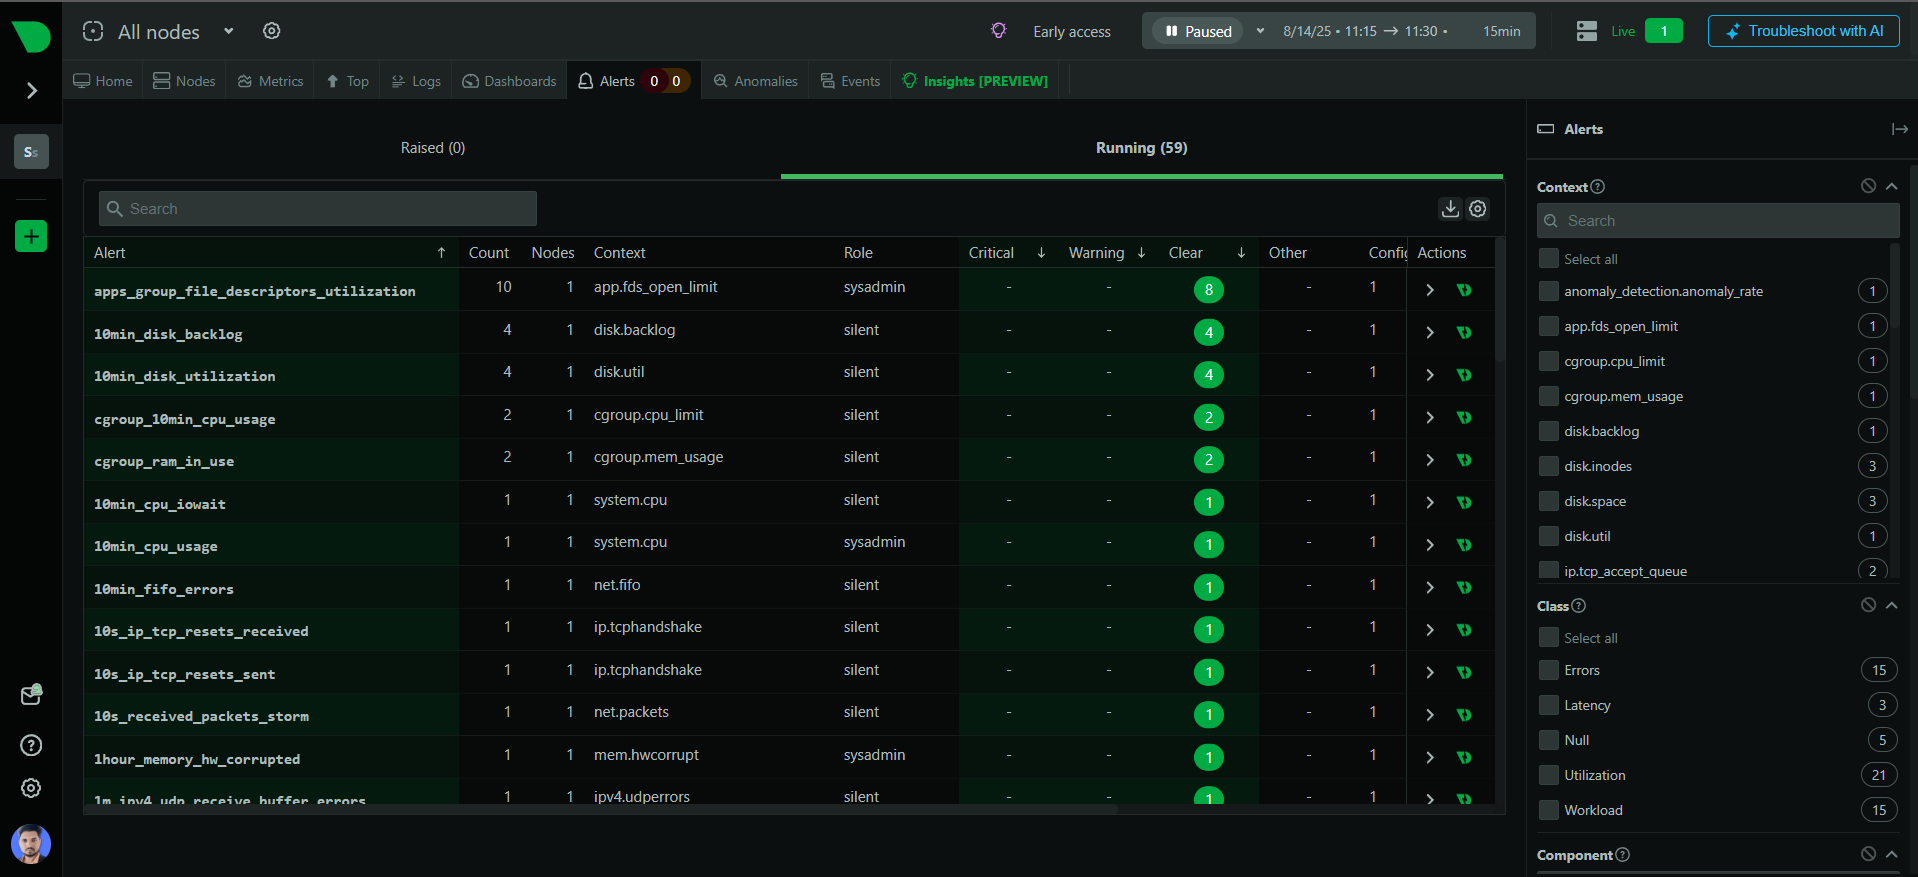 All nodes
Early access
Paused
8/14/25 • 11:15 → 11:30 •
15min
Live
1
Troubleshoot with AI
Home
Nodes
Metrics
Top
Logs
Dashboards
Alerts
0
0
Anomalies
Events
Insights [PREVIEW]
Ss
Raised (0)
Running (59)
Search
Alert Count Nodes Context Role Critical Warning Clear Other Config Actions
apps_group_file_descriptors_utilization 10 1 app.fds_open_limit sysadmin - - 8 - 1
10min_disk_backlog 4 1 disk.backlog silent - - 4 - 1
10min_disk_utilization 4 1 disk.util silent - - 4 - 1
cgroup_10min_cpu_usage 2 1 cgroup.cpu_limit silent - - 2 - 1
cgroup_ram_in_use 2 1 cgroup.mem_usage silent - - 2 - 1
10min_cpu_iowait 1 1 system.cpu silent - - 1 - 1
10min_cpu_usage 1 1 system.cpu sysadmin - - 1 - 1
10min_fifo_errors 1 1 net.fifo silent - - 1 - 1
10s_ip_tcp_resets_received 1 1 ip.tcphandshake silent - - 1 - 1
10s_ip_tcp_resets_sent 1 1 ip.tcphandshake silent - - 1 - 1
10s_received_packets_storm 1 1 net.packets silent - - 1 - 1
1hour_memory_hw_corrupted 1 1 mem.hwcorrupt sysadmin - - 1 - 1
1m_ipv4_udp_receive_buffer_errors 1 1 ipv4.udperrors silent - - 1 - 1
Alerts
Context
Search
Select all
anomaly_detection.anomaly_rate 1
app.fds_open_limit 1
cgroup.cpu_limit 1
cgroup.mem_usage 1
disk.backlog 1
disk.inodes 3
disk.space 3
disk.util 1
ip.tcp_accept_queue 2
Class
Select all
Errors 15
Latency 3
Null 5
Utilization 21
Workload 15
Component